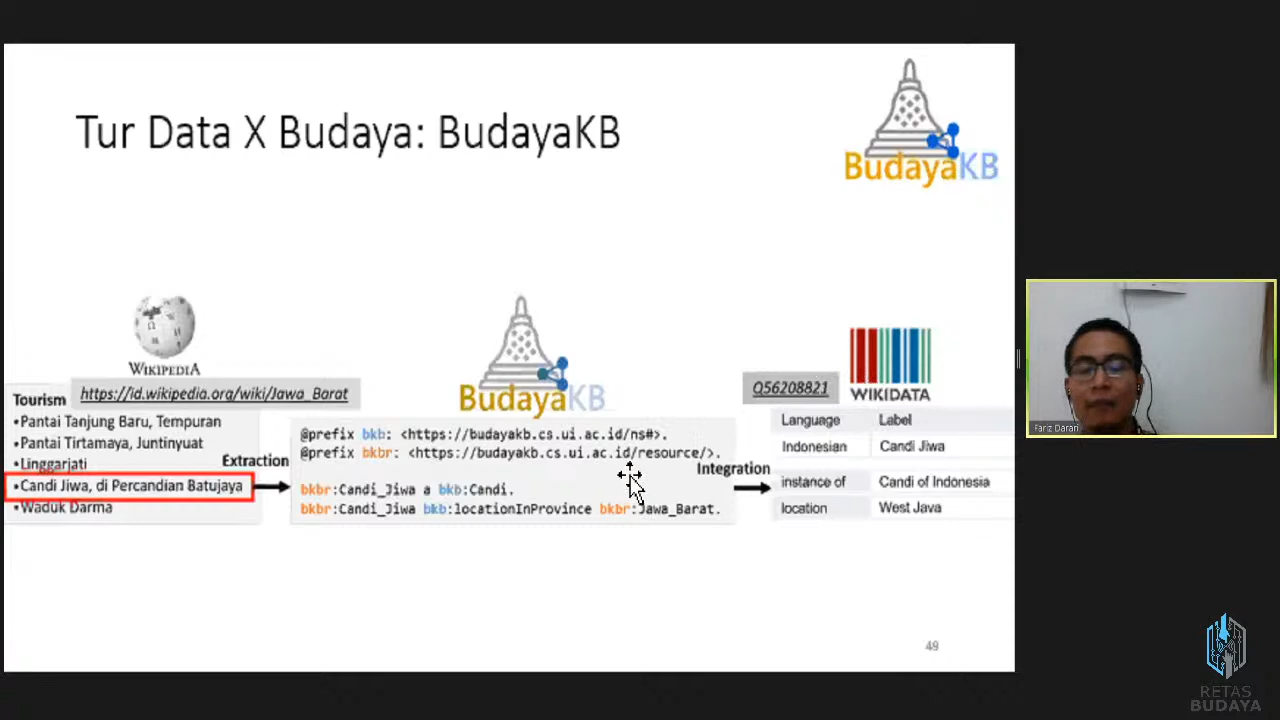 Tur Data X Budaya: BudayaKB
BudayaKB
WIKIPEDIA
https://id.wikipedia.org/wiki/Jawa_Barat
Tourism
•Pantai Tanjung Baru, Tempuran
•Pantai Tirtamaya, Juntinyuat
•Linggarjati
•Candi Jiwa, di Percandian Batujaya
•Waduk Darma
Extraction
BudayaKB
@prefix bkb: <https://budayakb.cs.ui.ac.id/ns#>.
@prefix bkbr: <https://budayakb.cs.ui.ac.id/resource/>.
bkbr:Candi_Jiwa a bkb:Candi.
bkbr:Candi_Jiwa bkb:locationInProvince bkbr:Jawa_Barat.
Integration
Q56208821
WIKIDATA
Language Label
Indonesian Candi Jiwa
instance of Candi of Indonesia
location West Java
49
Fariz Darari
RETAS
BUDAYA